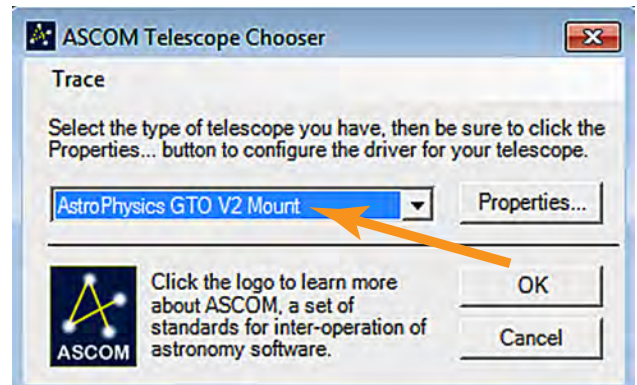 ASCOM Telescope Chooser
Trace
Select the type of telescope you have, then be sure to click the
Properties... button to configure the driver for your telescope.
AstroPhysics GTO V2 Mount
Properties...
Click the logo to learn more
about ASCOM, a set of
standards for inter-operation of
astronomy software.
ASCOM
OK
Cancel